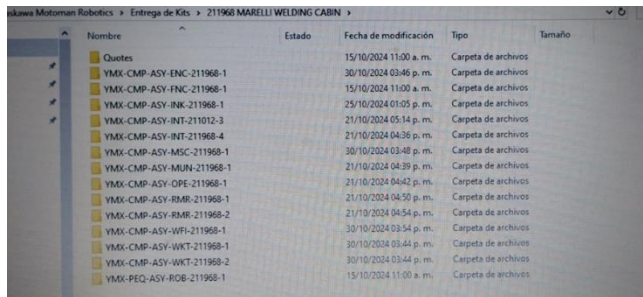 skawa Motoman Robotics > Entrega de Kits > 211968 MARELLI WELDING CABIN >
Nombre Estado Fecha de modificación Tipo Tamaño
Quotes 15/10/2024 11:00 a. m. Carpeta de archivos
YMX-CMP-ASY-ENC-211968-1 30/10/2024 03:46 p. m. Carpeta de archivos
YMX-CMP-ASY-FNC-211968-1 15/10/2024 11:00 a. m. Carpeta de archivos
YMX-CMP-ASY-INK-211968-1 25/10/2024 01:05 p. m. Carpeta de archivos
YMX-CMP-ASY-INT-211012-3 21/10/2024 05:14 p. m. Carpeta de archivos
YMX-CMP-ASY-INT-211968-4 21/10/2024 04:36 p. m. Carpeta de archivos
YMX-CMP-ASY-MSC-211968-1 30/10/2024 03:48 p. m. Carpeta de archivos
YMX-CMP-ASY-MUN-211968-1 21/10/2024 04:39 p. m. Carpeta de archivos
YMX-CMP-ASY-OPE-211968-1 21/10/2024 04:42 p. m. Carpeta de archivos
YMX-CMP-ASY-RMR-211968-1 21/10/2024 04:50 p. m. Carpeta de archivos
YMX-CMP-ASY-RMR-211968-2 21/10/2024 04:54 p. m. Carpeta de archivos
YMX-CMP-ASY-WFI-211968-1 30/10/2024 03:54 p. m. Carpeta de archivos
YMX-CMP-ASY-WKT-211968-1 30/10/2024 03:44 p. m. Carpeta de archivos
YMX-CMP-ASY-WKT-211968-2 30/10/2024 03:44 p. m. Carpeta de archivos
YMX-PEQ-ASY-ROB-211968-1 15/10/2024 11:00 a. m. Carpeta de archivos